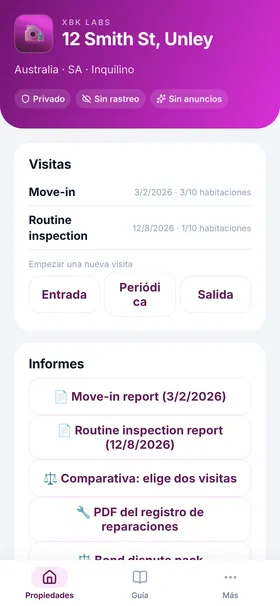 XBK LABS
12 Smith St, Unley
Australia · SA · Inquilino
Privado
Sin rastreo
Sin anuncios
Visitas
Move-in
3/2/2026 · 3/10 habitaciones
Routine
inspection
12/8/2026 · 1/10 habitaciones
Empezar una nueva visita
Entrada
Periódi
ca
Salida
Informes
Move-in report (3/2/2026)
Routine inspection report
(12/8/2026)
Comparativa: elige dos visitas
PDF del registro de
reparaciones
Bond dispute pack
Propiedades
Guía
Más